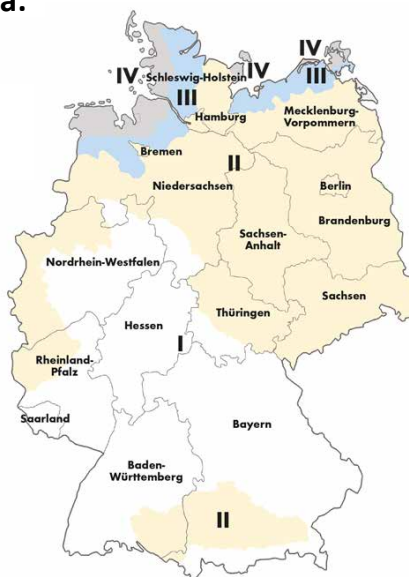 a.
IV
IV Schleswig-Holstein IV
III
III
Hamburg
Mecklenburg-
Vorpommern
Bremen
II
Niedersachsen
Berlin
Brandenburg
Sachsen-
Anhalt
Nordrhein-Westfalen
Sachsen
Thüringen
Hessen
I
Rheinland-
Pfalz
Saarland
Bayern
Baden-
Württemberg
II